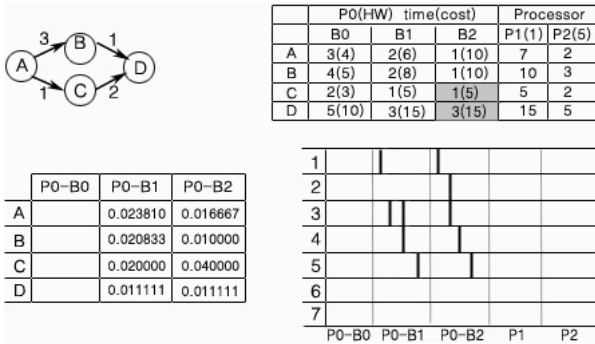 3
B
1
A
D
1
C
2
P0(HW) time(cost) Processor
B0 B1 B2 P1(1) P2(5)
A 3(4) 2(6) 1(10) 7 2
B 4(5) 2(8) 1(10) 10 3
C 2(3) 1(5) 1(5) 5 2
D 5(10) 3(15) 3(15) 15 5
P0-B0 P0-B1 P0-B2
A 0.023810 0.016667
B 0.020833 0.010000
C 0.020000 0.040000
D 0.011111 0.011111
1
2
3
4
5
6
7
P0-B0 P0-B1 P0-B2 P1 P2